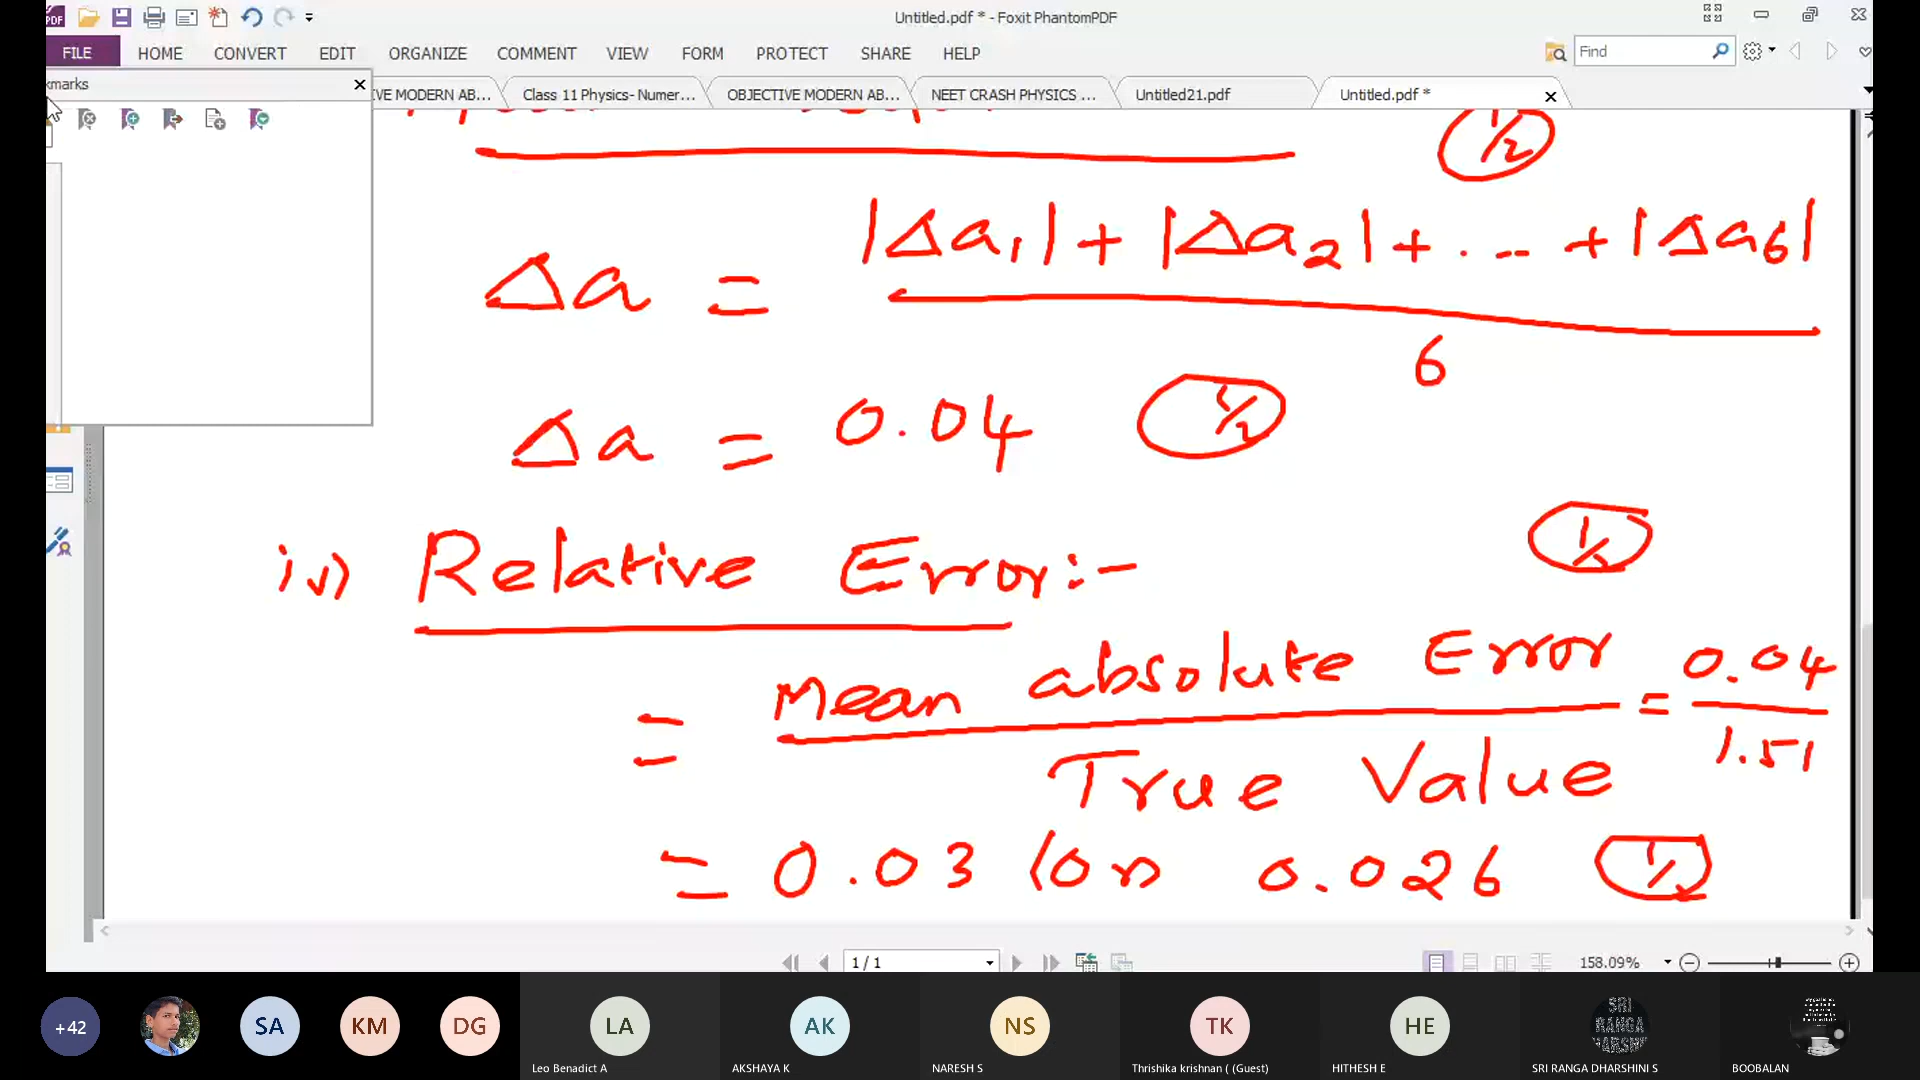 Untitled.pdf * - Foxit PhantomPDF
FILE HOME CONVERT EDIT ORGANIZE COMMENT VIEW FORM PROTECT SHARE HELP Find
kmarks
IVE MODERN AB... Class 11 Physics- Numer... OBJECTIVE MODERN AB... NEET CRASH PHYSICS ... Untitled21.pdf Untitled.pdf *
1/2
Δa = |Δa₁| + |Δa₂| + ... + |Δa₆|
6
Δa = 0.04 1/2
iv) Relative Error:- 1/2
= Mean absolute Error = 0.04
True Value 1.51
= 0.03 (or 0.026 1/2
1 / 1 158.09%
+42 SA KM DG LA AK NS TK HE SRI RANGA DHARSHI
Leo Benadict A AKSHAYA K NARESH S Thrishika krishnan ( (Guest) HITHESH E SRI RANGA DHARSHINI S BOOBALAN